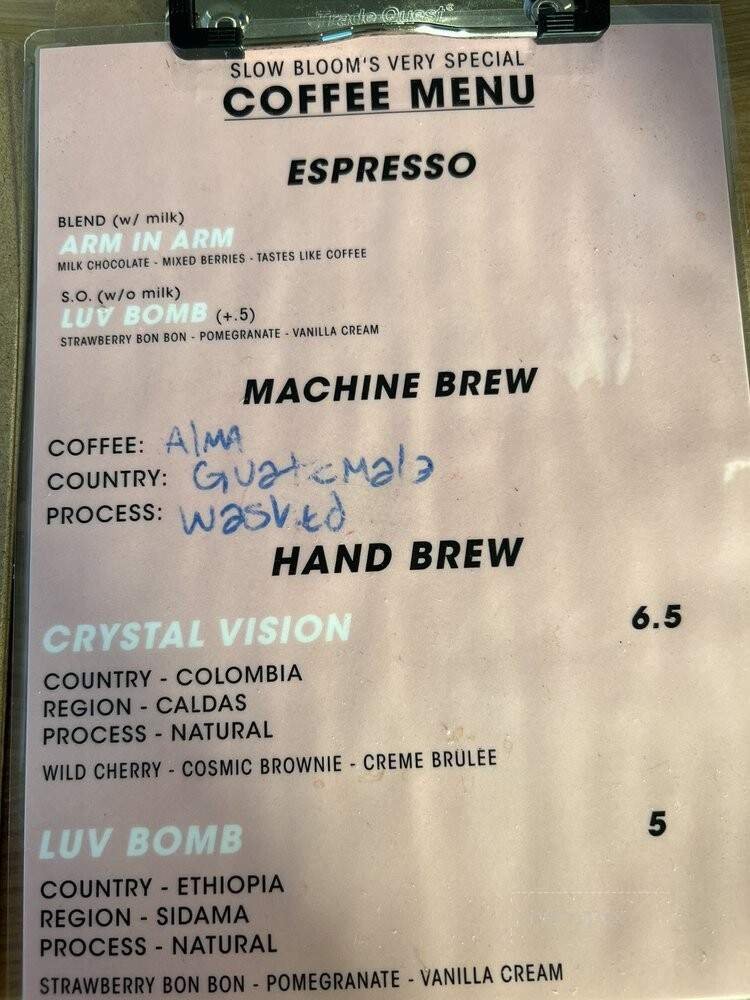 Trade Quest
SLOW BLOOM'S VERY SPECIAL
COFFEE MENU
ESPRESSO
BLEND (w/ milk)
ARM IN ARM
MILK CHOCOLATE - MIXED BERRIES - TASTES LIKE COFFEE
S.O. (w/o milk)
LUV BOMB (+.5)
STRAWBERRY BON BON - POMEGRANATE - VANILLA CREAM
MACHINE BREW
COFFEE: AlMA
COUNTRY: GuateMala
PROCESS: washed
HAND BREW
CRYSTAL VISION 6.5
COUNTRY - COLOMBIA
REGION - CALDAS
PROCESS - NATURAL
WILD CHERRY - COSMIC BROWNIE - CREME BRULEE
LUV BOMB 5
COUNTRY - ETHIOPIA
REGION - SIDAMA
PROCESS - NATURAL
STRAWBERRY BON BON - POMEGRANATE - VANILLA CREAM